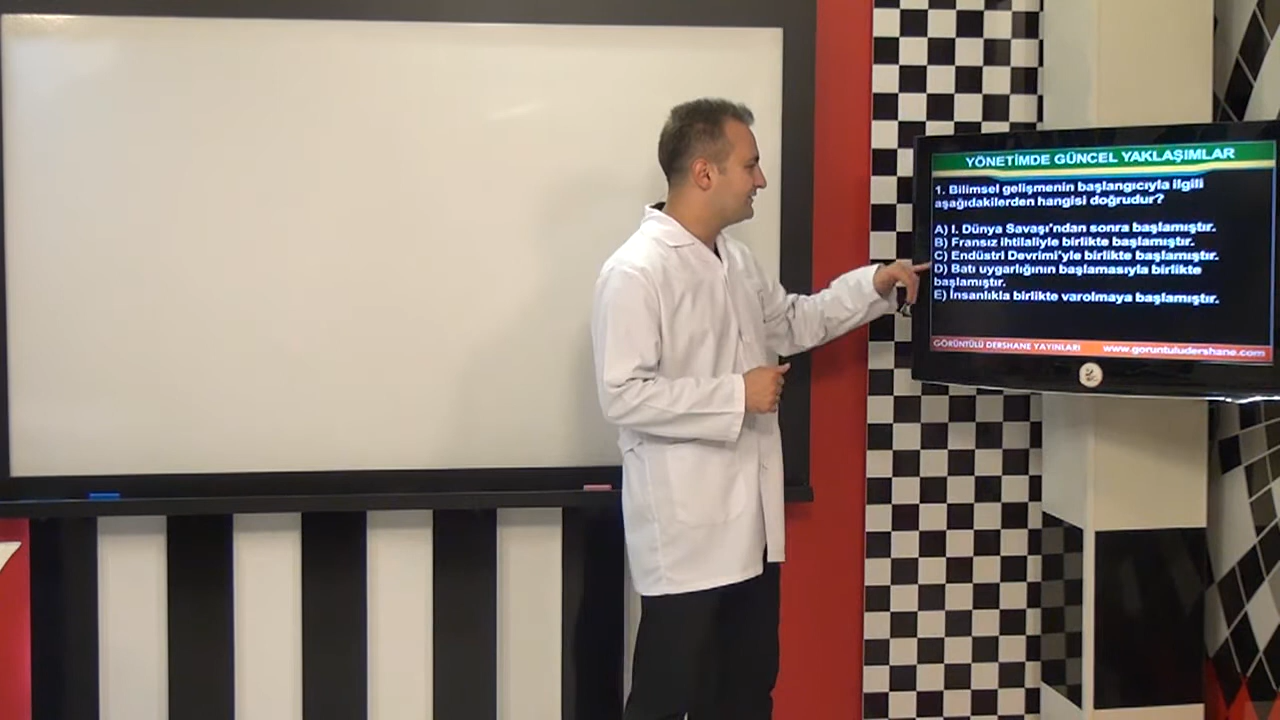 YÖNETİMDE GÜNCEL YAKLAŞIMLAR
1. Bilimsel gelişmenin başlangıcıyla ilgili
aşağıdakilerden hangisi doğrudur?
A) I. Dünya Savaşı'ndan sonra başlamıştır.
B) Fransız ihtilaliyle birlikte başlamıştır.
C) Endüstri Devrimi'yle birlikte başlamıştır.
D) Batı uygarlığının başlamasıyla birlikte
başlamıştır.
E) İnsanlıkla birlikte varolmaya başlamıştır.
GÖRÜNTÜLÜ DERSHANE YAYINLARI www.goruntuludershane.com